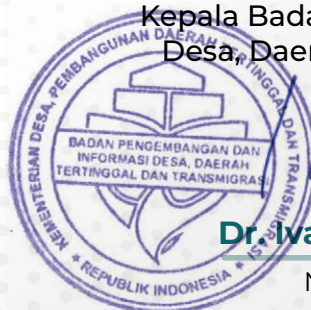 Kepala Bada
Desa, Daer
KEMENTERIAN DESA, PEMBANGUNAN DAERAH TERTINGGAL DAN TRANSMIGRASI
BADAN PENGEMBANGAN DAN
INFORMASI DESA, DAERAH
TERTINGGAL DAN TRANSMIGRASI
* REPUBLIK INDONESIA *
Dr. Iva
N